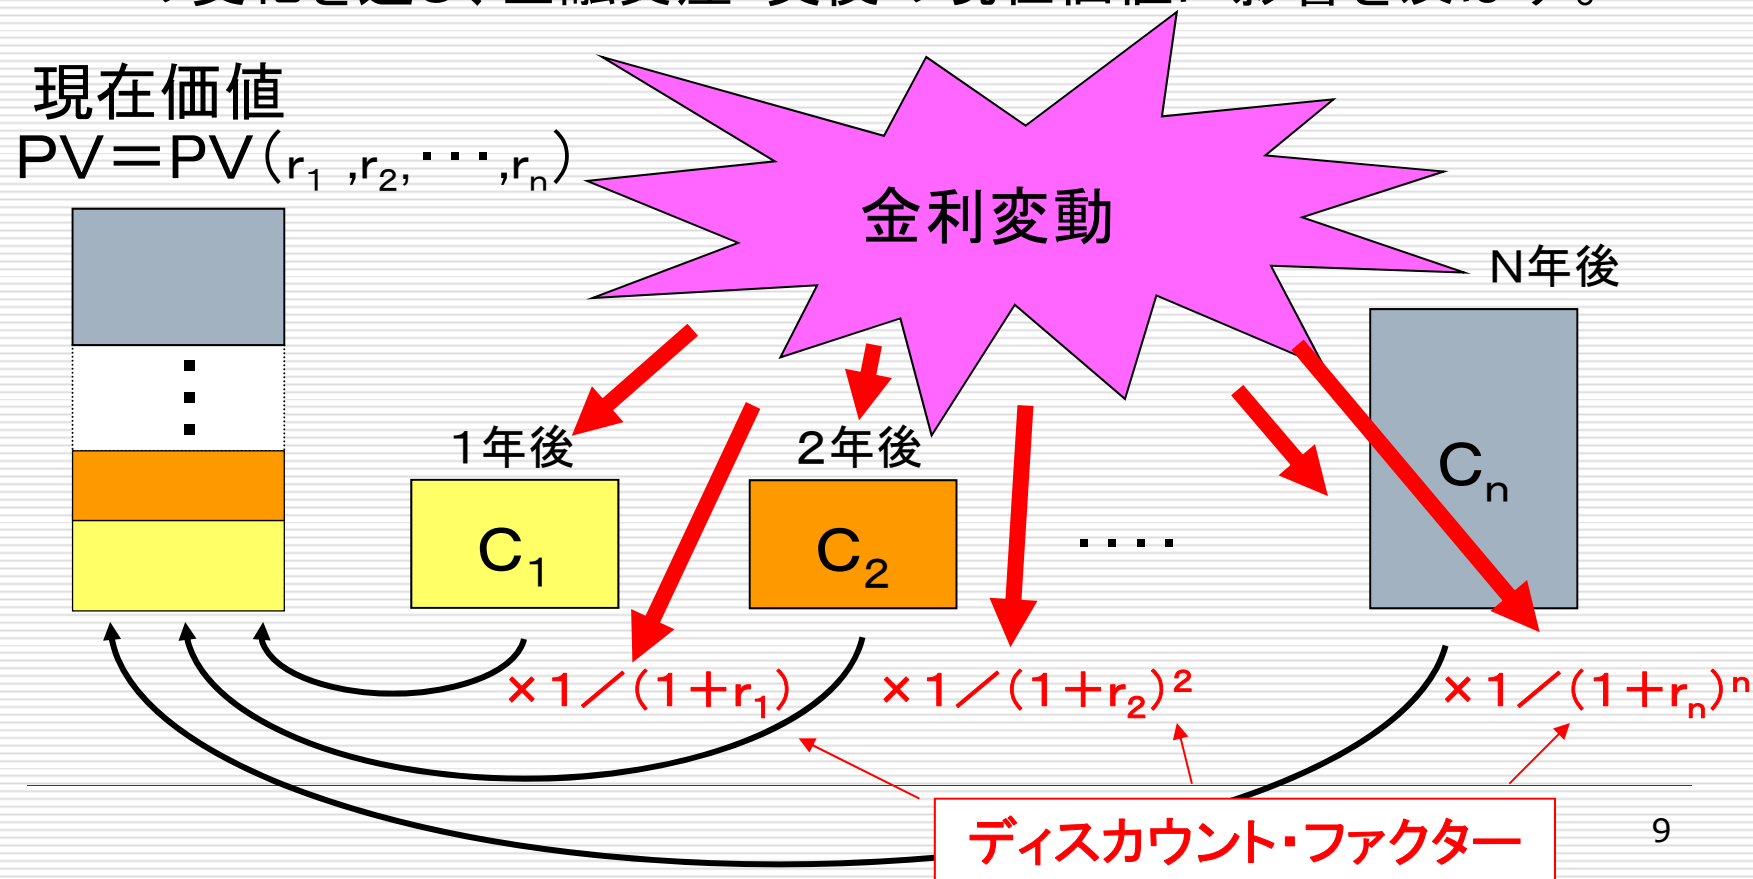 現在価値
PV＝PV(r₁ ,r₂,･･･,rₙ)
金利変動
N年後
1年後
2年後
C₁
C₂
････
Cₙ
×1／(1＋r₁)
×1／(1＋r₂)²
×1／(1＋rₙ)ⁿ
ディスカウント・ファクター
9